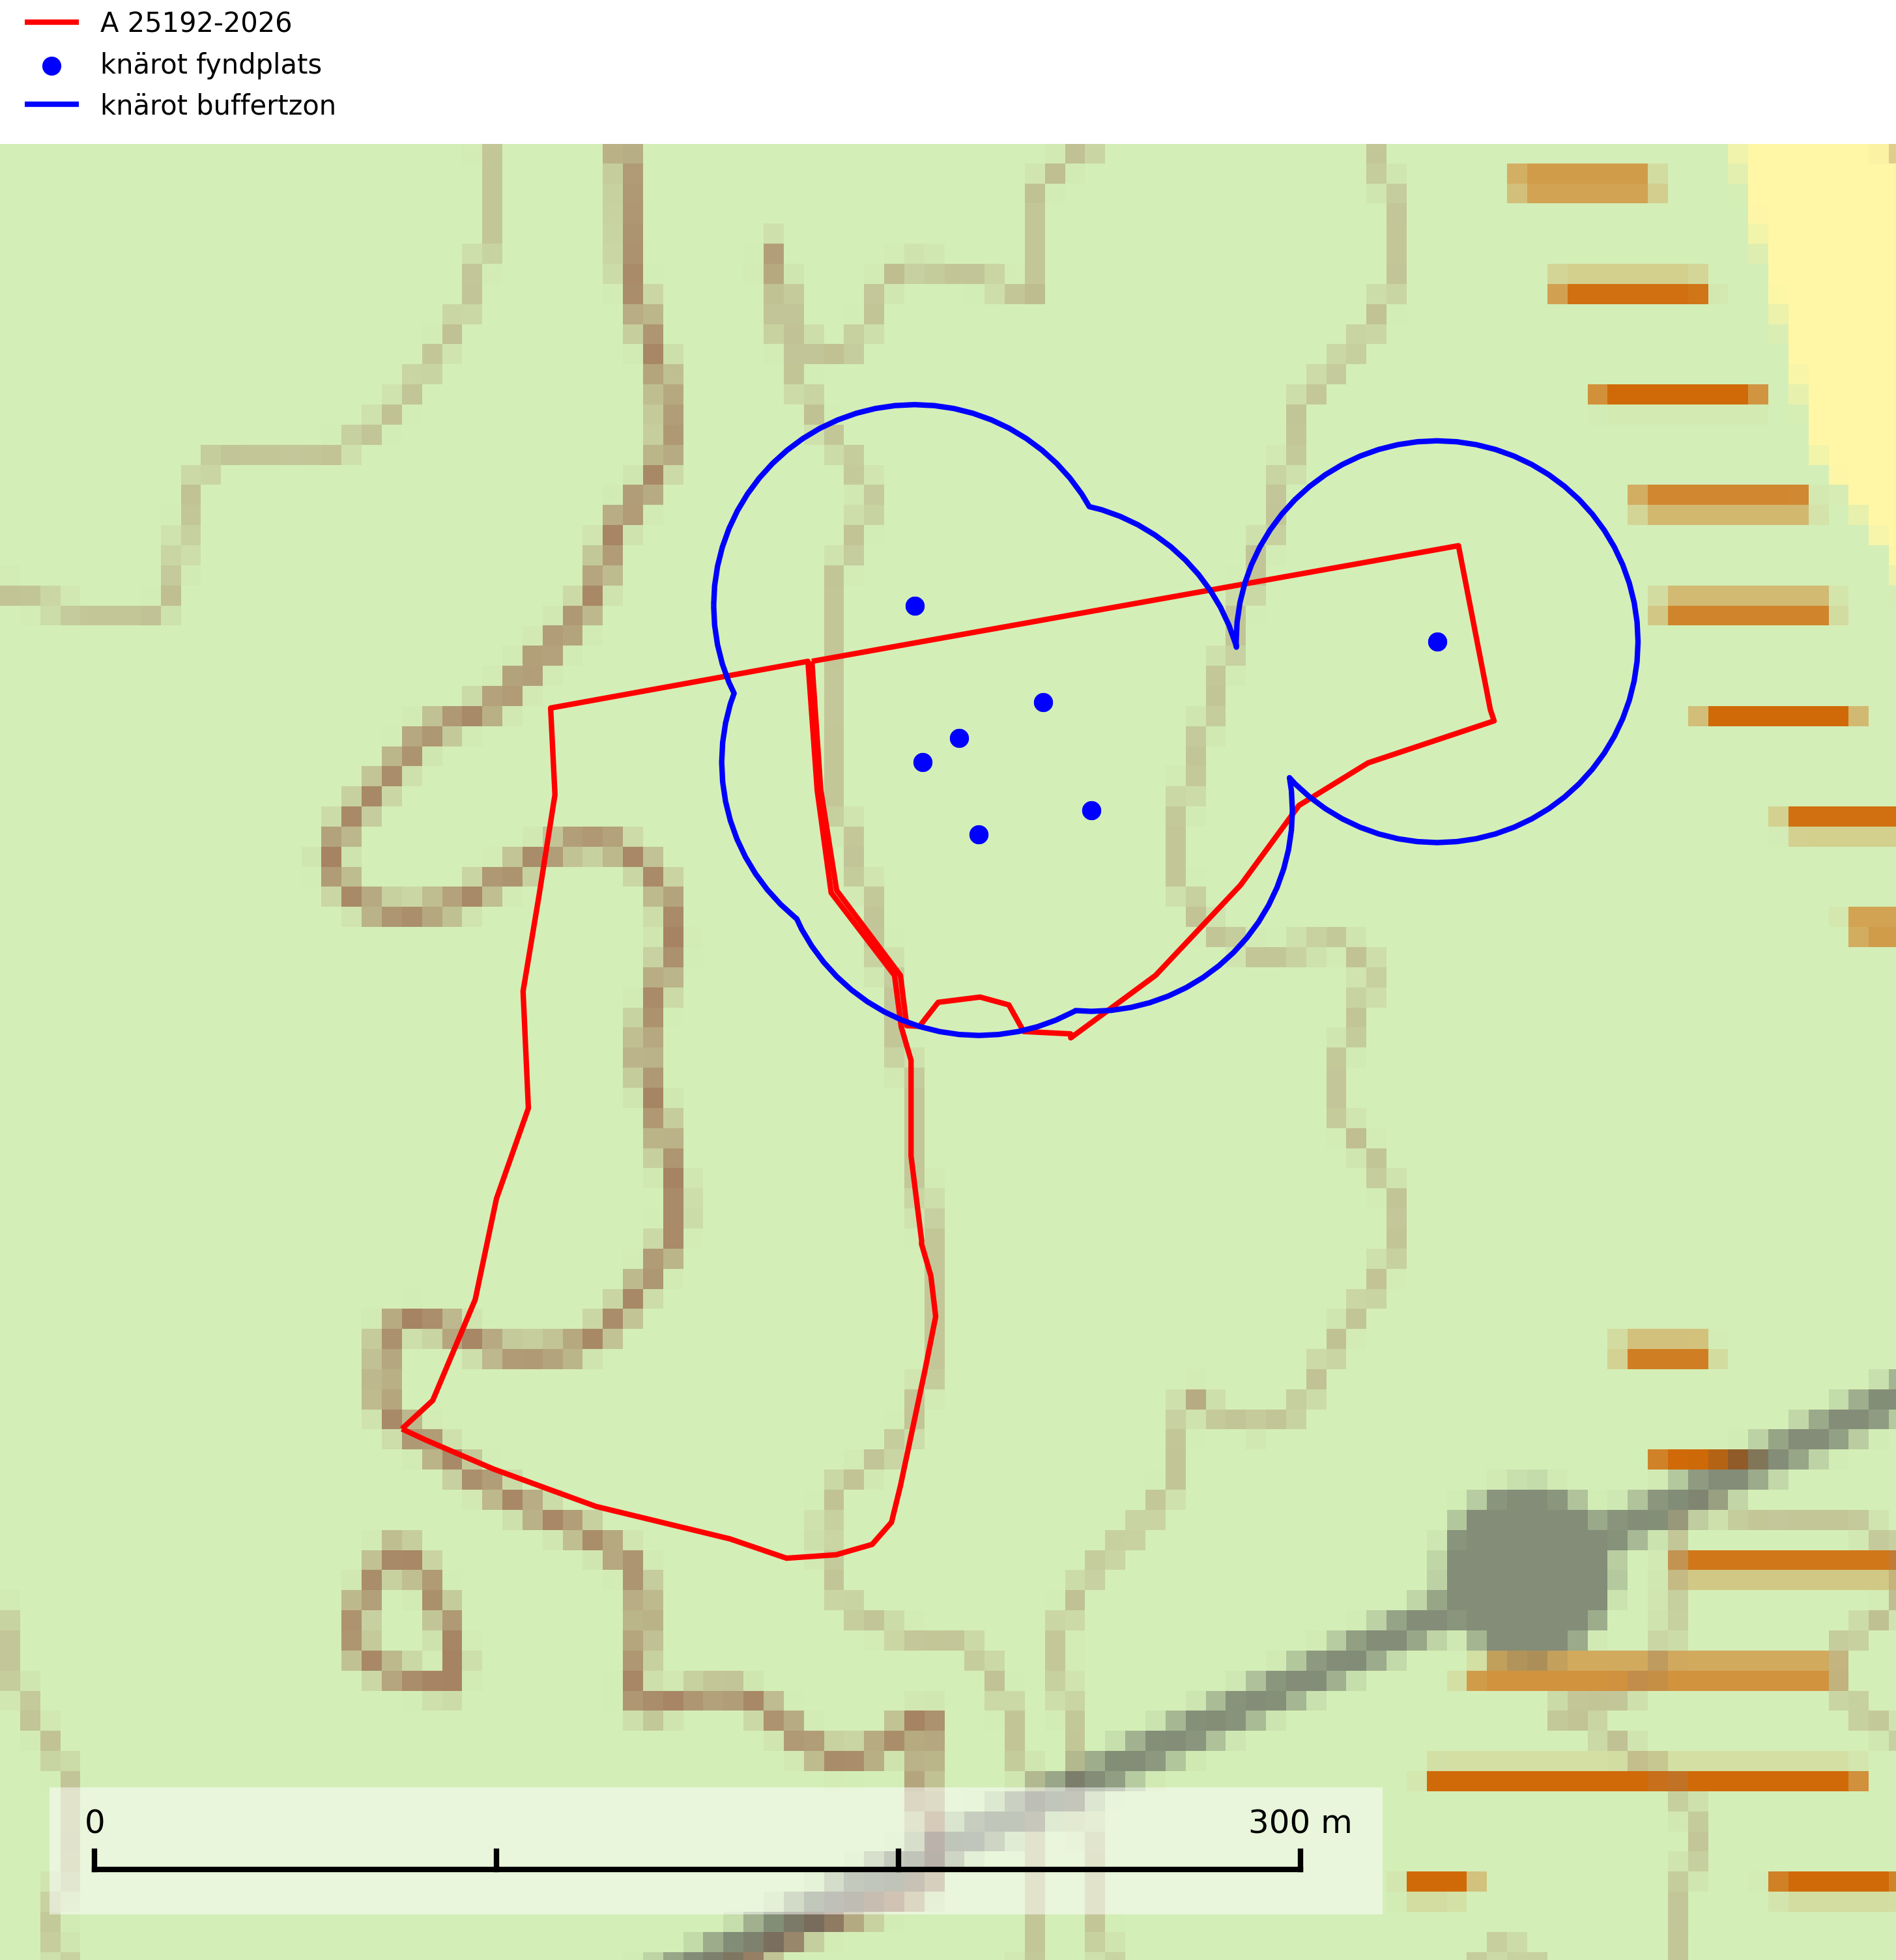 A 25192-2026
knärot fyndplats
knärot buffertzon
0 300 m